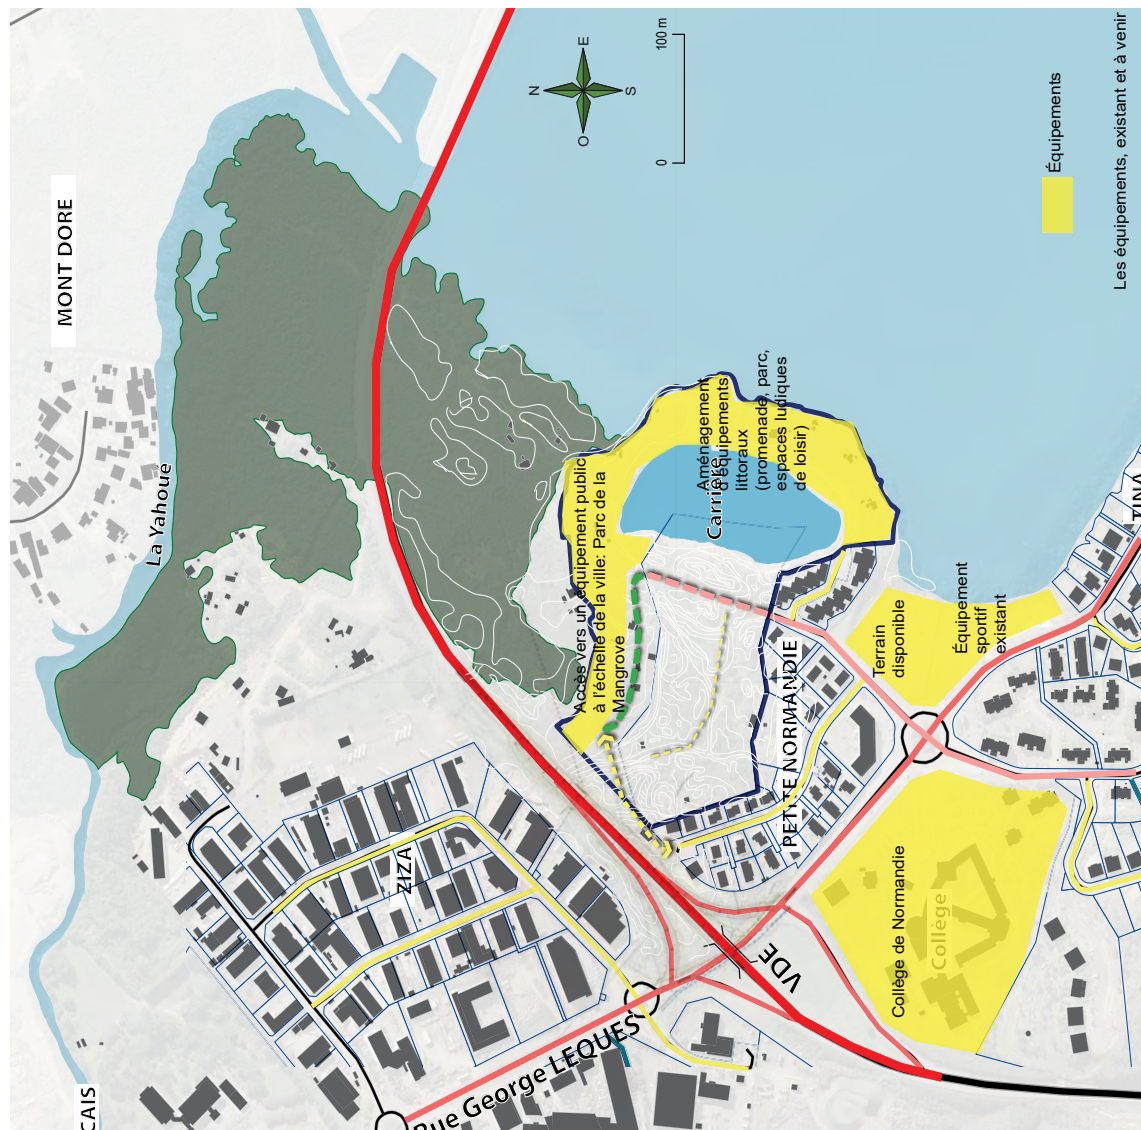 MONT DORE
La Yahoué
N
E
S
O
0
100 m
Équipements
Les équipements, existant et à venir
Accès vers un équipement public
à l'échelle de la ville: Parc de la
Mangrove
Carrière
Aménagement
d'équipements
littoraux
(promenade, parc,
espaces ludiques
de loisir)
Terrain
disponible
Équipement
sportif
existant
TINA
PETITE NORMANDIE
ZIZA
VDE
Rue George LEQUES
Collège de Normandie
Collège
CAIS